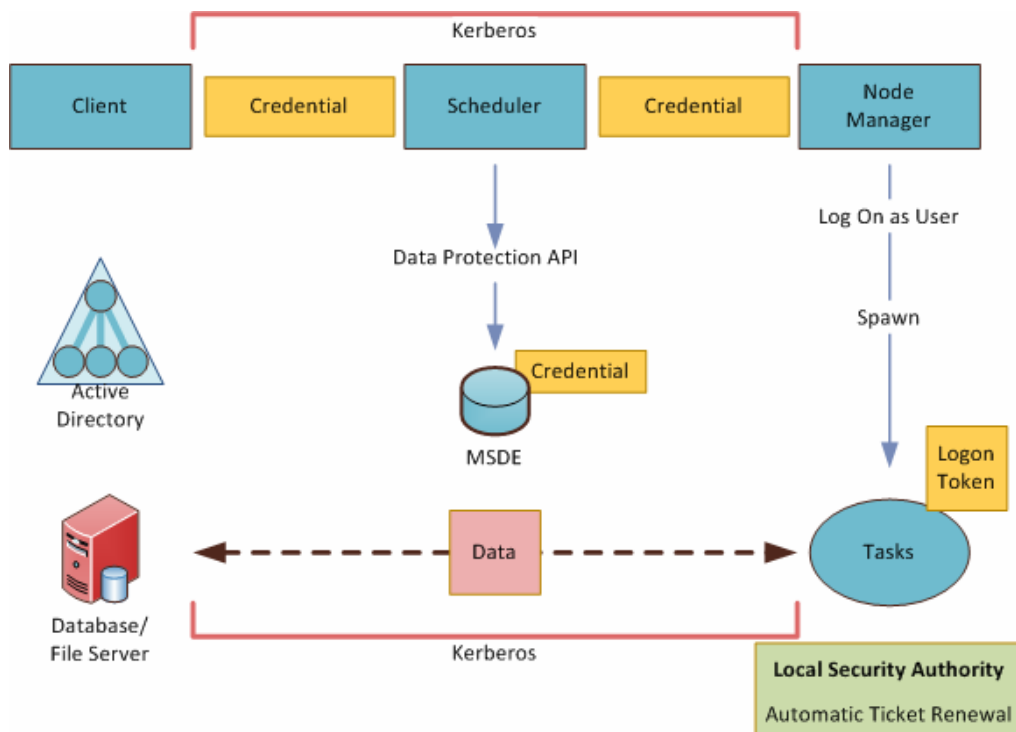 Kerberos
Client
Credential
Scheduler
Credential
Node
Manager
Log On as User
Data Protection API
Spawn
Credential
Active
Directory
MSDE
Logon
Token
Data
Tasks
Database/
File Server
Kerberos
Local Security Authority
Automatic Ticket Renewal